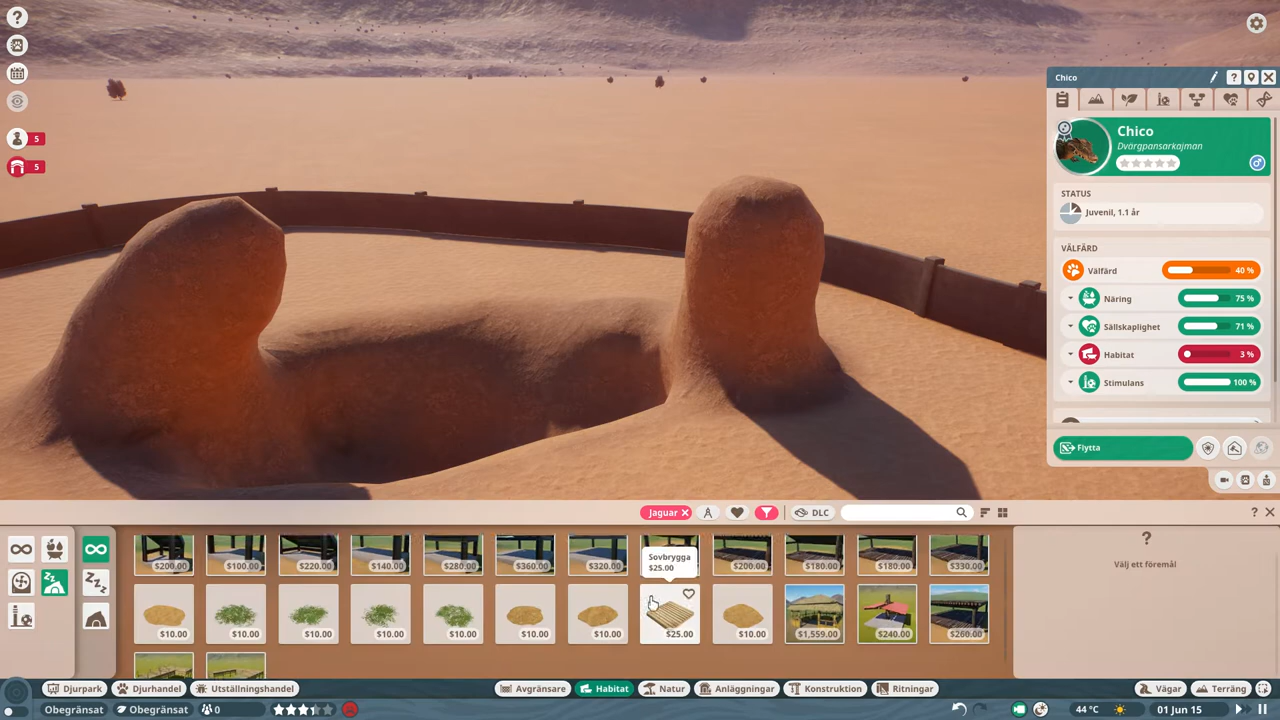 ?
5
5
Chico
?
Chico
Dvärgpansarkajman
STATUS
Juvenil, 1.1 år
VÄLFÄRD
Välfärd 40 %
Näring 75 %
Sällskaplighet 71 %
Habitat 3 %
Stimulans 100 %
Flytta
Jaguar
DLC
?
$200.00 $100.00 $220.00 $140.00 $280.00 $360.00 $320.00 $200.00 $180.00 $180.00 $330.00
Sovbrygga
$25.00
$10.00 $10.00 $10.00 $10.00 $10.00 $10.00 $10.00 $25.00 $10.00 $1,559.00 $240.00 $260.00
?
Välj ett föremål
Djurpark Djurhandel Utställningshandel Avgränsare Habitat Natur Anläggningar Konstruktion Ritningar Vägar Terräng
Obegränsat Obegränsat 0 44 °C 01 Jun 15